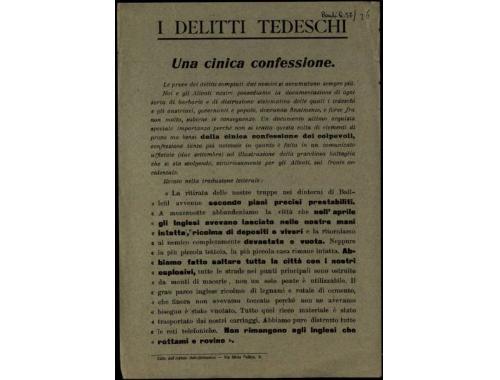 I DELITTI TEDESCHI
Una cinica confessione.
Le prove dei delitti compiuti dai nemici si accumulano sempre più.
Noi e gli Alleati nostri possediamo la documentazione di ogni
sorta di barbarie e di distruzione sistematica delle quali i tedeschi
e gli austriaci, governanti e popolo, dovranno finalmente, e forse fra
non molto, subirne le conseguenze. Un documento ultimo acquista
speciale importanza perchè non si tratta questa volta di elementi di
prova ma bensì della cinica confessione dei colpevoli,
confessione tanto più notevole in quanto è fatta in un comunicato
ufficiale (due settembre) ad illustrazione della grandiosa battaglia
che si sta svolgendo, vittoriosamente per gli Alleati, sul fronte oc-
cidentale.
Eccolo nella traduzione letterale:
« La ritirata delle nostre truppe nei dintorni di Bail-
« leul avvenne secondo piani precisi prestabiliti.
« A mezzanotte abbandoniamo la città che nell'aprile
« gli inglesi avevano lasciato nelle nostre mani
« intatta, ricolma di depositi e viveri e la ritorniamo
« al nemico completamente devastata e vuota. Neppure
« la più piccola tettoia, la più piccola casa rimane intatta. Ab-
« biamo fatto saltare tutta la città con i nostri
« esplosivi, tutte le strade nei punti principali sono ostruite
« da monti di macerie, non un solo ponte è utilizzabile. Il
« gran parco inglese ricolmo di legnami e rotaie di cemento,
« che finora non avevamo toccato perchè non ne avevamo
« bisogno è stato vuotato. Tutto quel ricco materiale è stato
« trasportato dai nostri carriaggi. Abbiamo pure distrutto tutte
« le reti telefoniche. Non rimangono agli inglesi che
« rottami e rovine ».